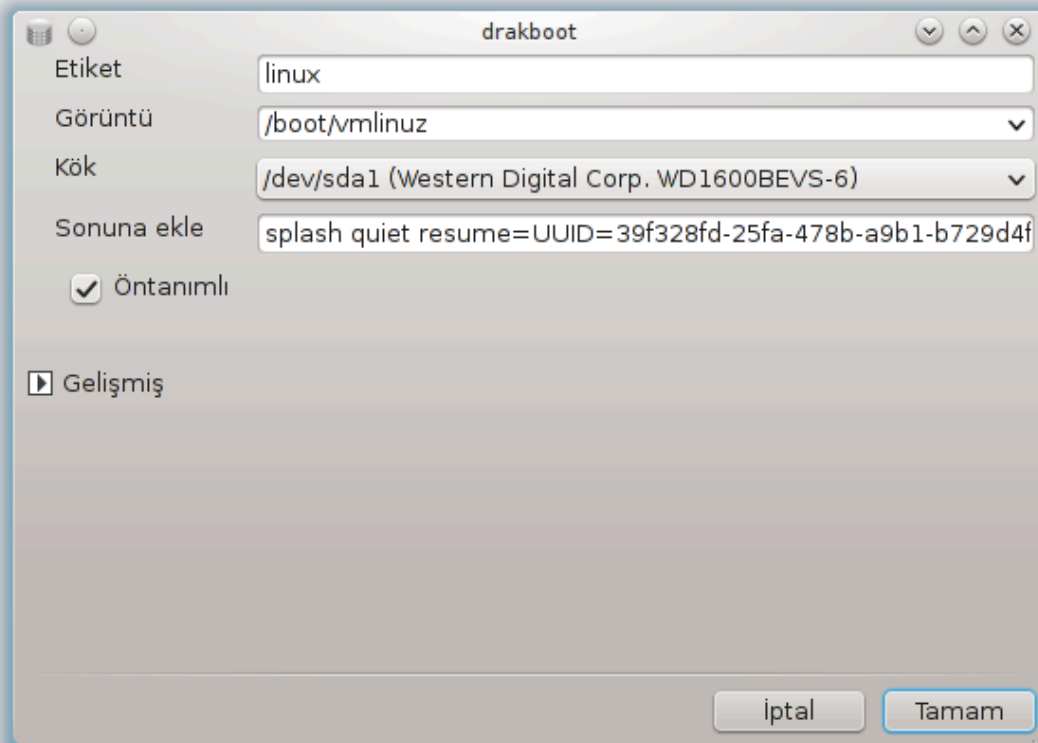 drakboot
Etiket
linux
Görüntü
/boot/vmlinuz
Kök
/dev/sda1 (Western Digital Corp. WD1600BEVS-6)
Sonuna ekle
splash quiet resume=UUID=39f328fd-25fa-478b-a9b1-b729d4f
Öntanımlı
Gelişmiş
İptal
Tamam